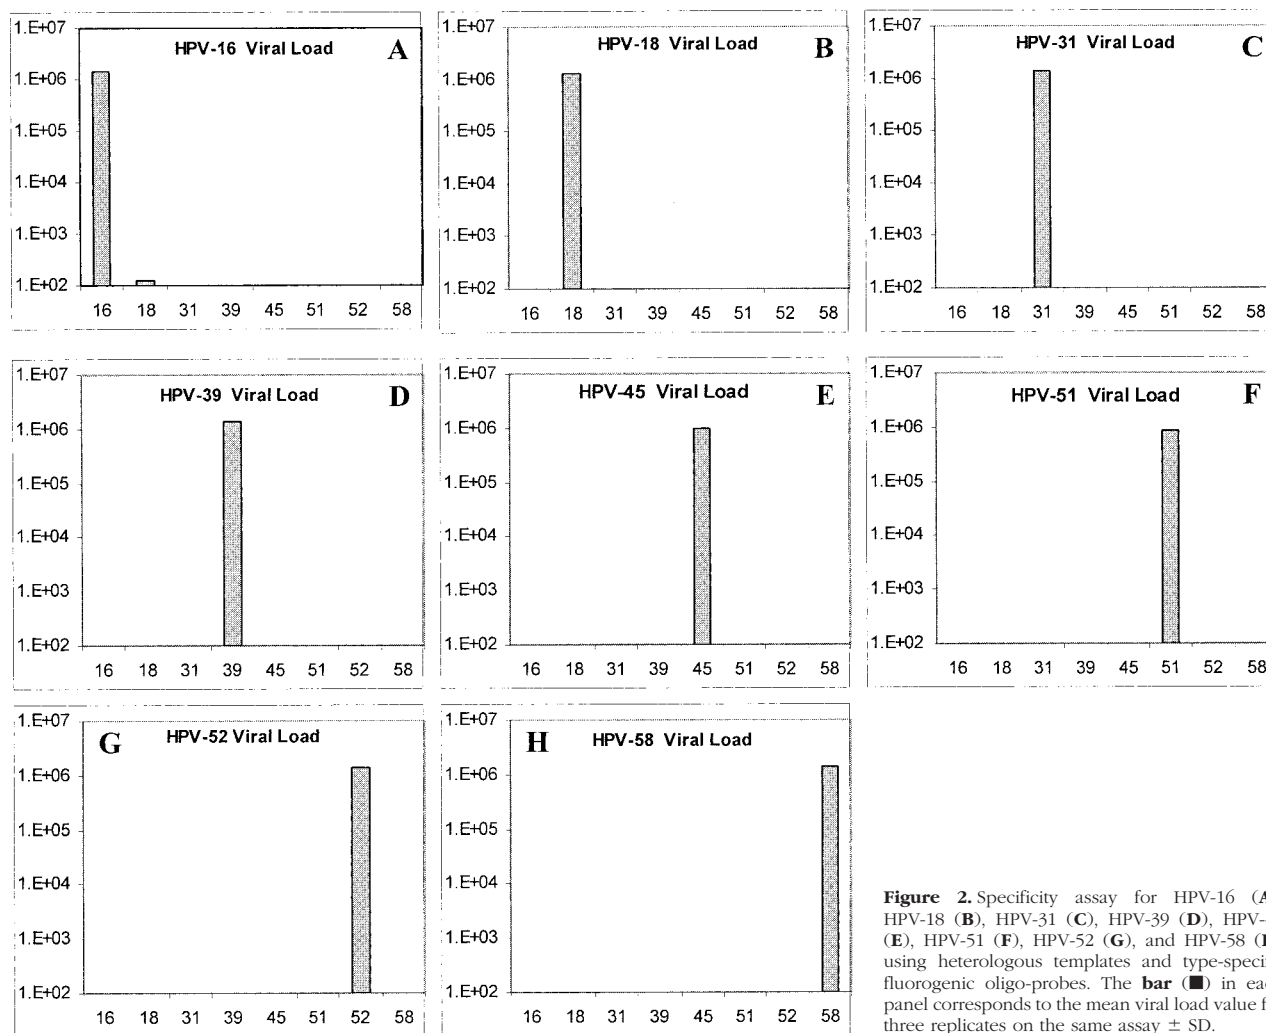 HPV-16 Viral Load A
1.E+07
1.E+06
1.E+05
1.E+04
1.E+03
1.E+02
16 18 31 39 45 51 52 58
HPV-18 Viral Load B
1.E+07
1.E+06
1.E+05
1.E+04
1.E+03
1.E+02
16 18 31 39 45 51 52 58
HPV-31 Viral Load C
1.E+07
1.E+06
1.E+05
1.E+04
1.E+03
1.E+02
16 18 31 39 45 51 52 58
HPV-39 Viral Load D
1.E+07
1.E+06
1.E+05
1.E+04
1.E+03
1.E+02
16 18 31 39 45 51 52 58
HPV-45 Viral Load E
1.E+07
1.E+06
1.E+05
1.E+04
1.E+03
1.E+02
16 18 31 39 45 51 52 58
HPV-51 Viral Load F
1.E+07
1.E+06
1.E+05
1.E+04
1.E+03
1.E+02
16 18 31 39 45 51 52 58
G HPV-52 Viral Load
1.E+07
1.E+06
1.E+05
1.E+04
1.E+03
1.E+02
16 18 31 39 45 51 52 58
H HPV-58 Viral Load
1.E+07
1.E+06
1.E+05
1.E+04
1.E+03
1.E+02
16 18 31 39 45 51 52 58
Figure 2. Specificity assay for HPV-16 (A
HPV-18 (B), HPV-31 (C), HPV-39 (D), HPV-
(E), HPV-51 (F), HPV-52 (G), and HPV-58 (
using heterologous templates and type-speci
fluorogenic oligo-probes. The bar (■) in eac
panel corresponds to the mean viral load value f
three replicates on the same assay ± SD.